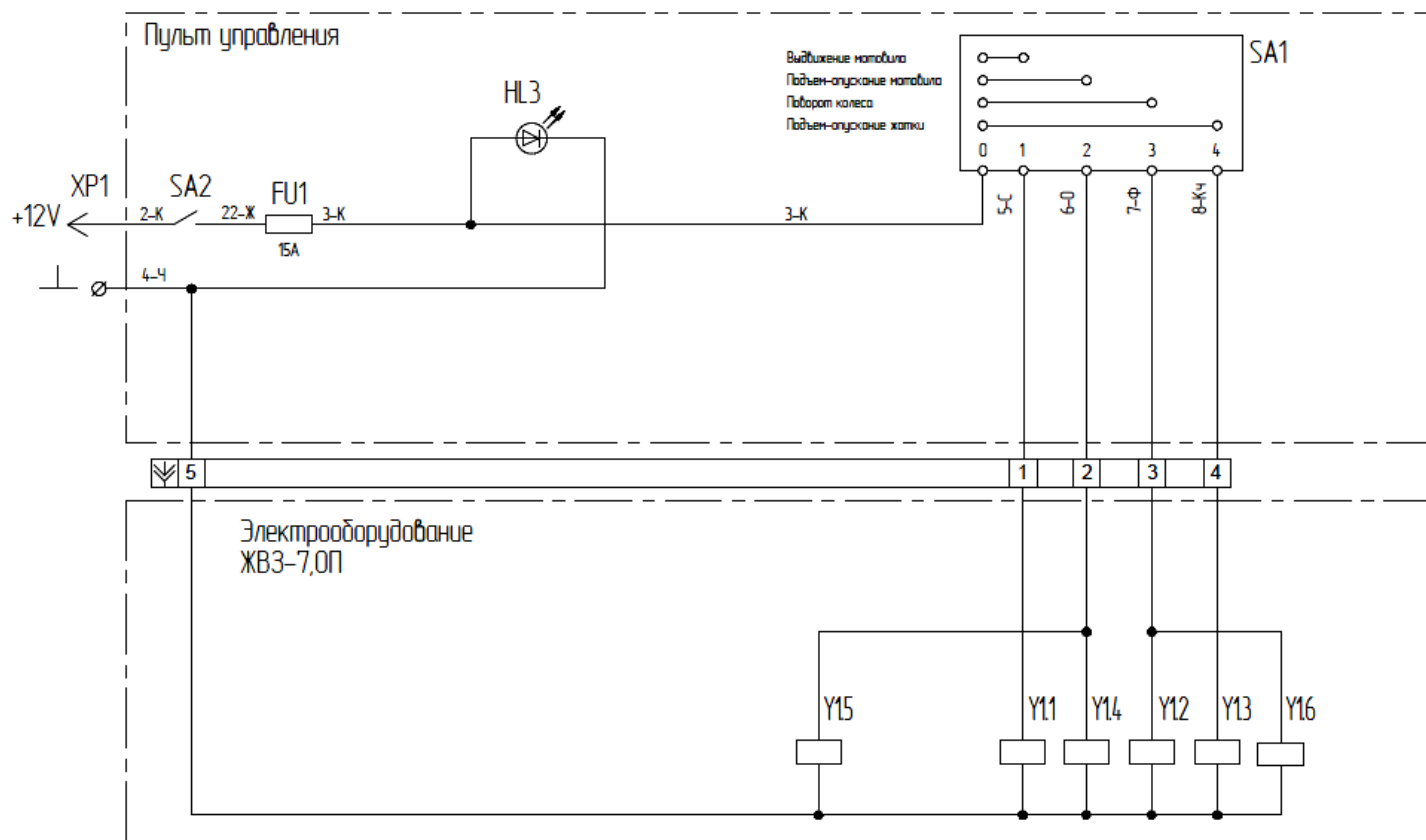 Пульт управления
SA1
Выдвижение мотовила
Подъем-опускание мотовила
Поворот колеса
Подъем-опускание жатки
HL3
0 1 2 3 4
XP1 SA2 FU1
+12V 2-К 22-Ж 3-К 3-К
15А
5-С 6-О 7-Ф 8-Кч
4-Ч
5 1 2 3 4
Электрооборудование
ЖВЗ-7,0П
Y1.5 Y1.1 Y1.4 Y1.2 Y1.3 Y1.6